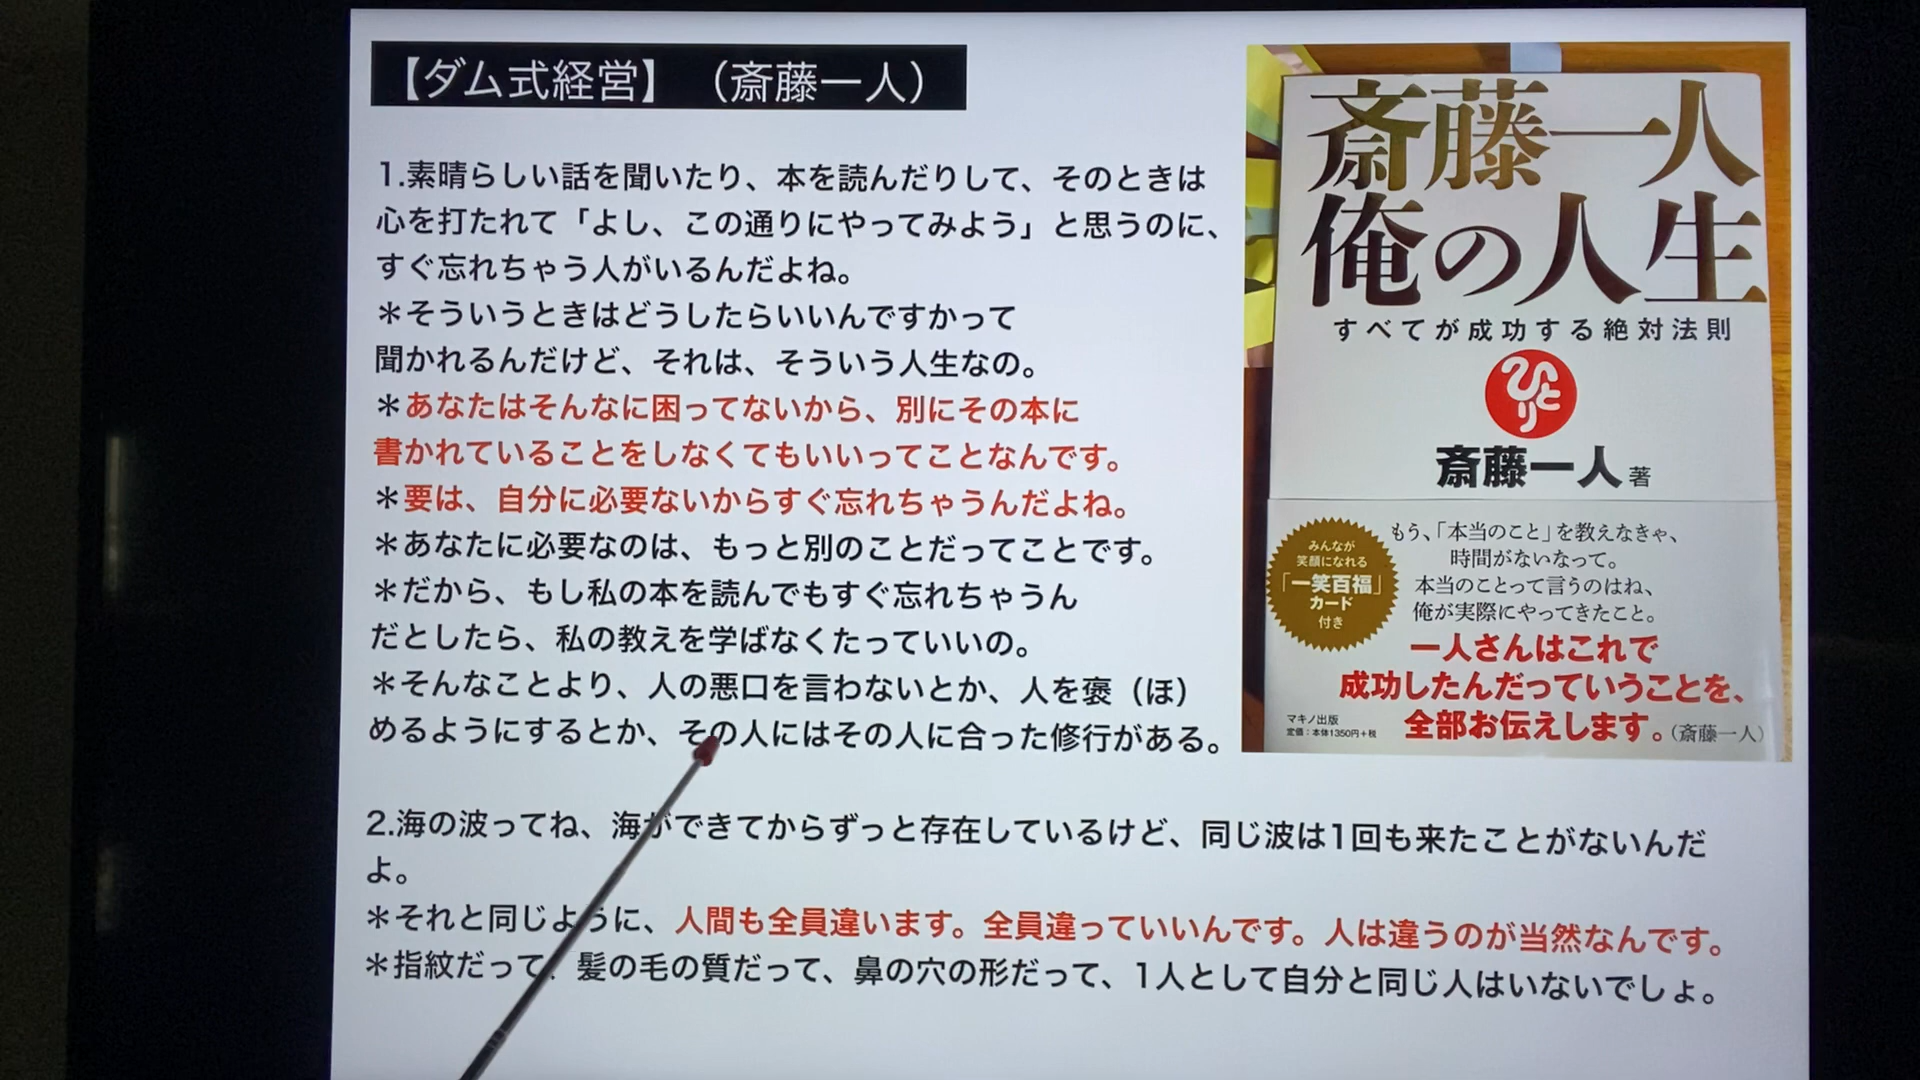 【ダム式経営】（斎藤一人）
1.素晴らしい話を聞いたり、本を読んだりして、そのときは
心を打たれて「よし、この通りにやってみよう」と思うのに、
すぐ忘れちゃう人がいるんだよね。
＊そういうときはどうしたらいいんですかって
聞かれるんだけど、それは、そういう人生なの。
＊あなたはそんなに困ってないから、別にその本に
書かれていることをしなくてもいいってことなんです。
＊要は、自分に必要ないからすぐ忘れちゃうんだよね。
＊あなたに必要なのは、もっと別のことだってことです。
＊だから、もし私の本を読んでもすぐ忘れちゃうん
だとしたら、私の教えを学ばなくたっていいの。
＊そんなことより、人の悪口を言わないとか、人を褒（ほ）
めるようにするとか、その人にはその人に合った修行がある。
2.海の波ってね、海ができてからずっと存在しているけど、同じ波は1回も来たことがないんだ
よ。
＊それと同じように、人間も全員違います。全員違っていいんです。人は違うのが当然なんです。
＊指紋だって、髪の毛の質だって、鼻の穴の形だって、1人として自分と同じ人はいないでしょ。
斎藤一人
俺の人生
すべてが成功する絶対法則
ひとり
斎藤一人 著
もう、「本当のこと」を教えなきゃ、
時間がないなって。
本当のことって言うのはね、
俺が実際にやってきたこと。
一人さんはこれで
成功したんだっていうことを、
全部お伝えします。（斎藤一人）
みんなが
笑顔になれる
「一笑百福」
カード
付き
マキノ出版
定価：本体1350円+税